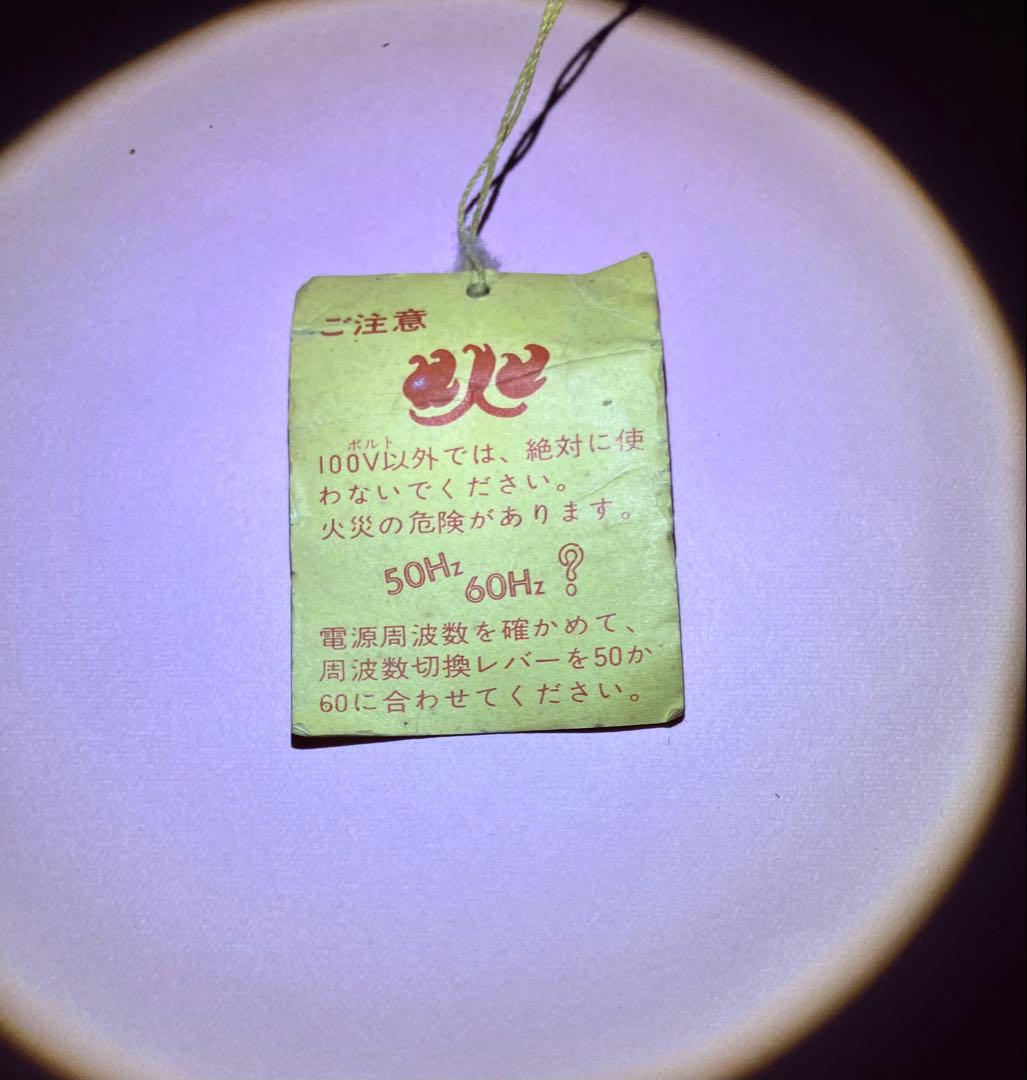 ご注意
火
ボルト
100V以外では、絶対に使
わないでください。
火災の危険があります。
50Hz 60Hz ?
電源周波数を確かめて、
周波数切換レバーを50か
60に合わせてください。